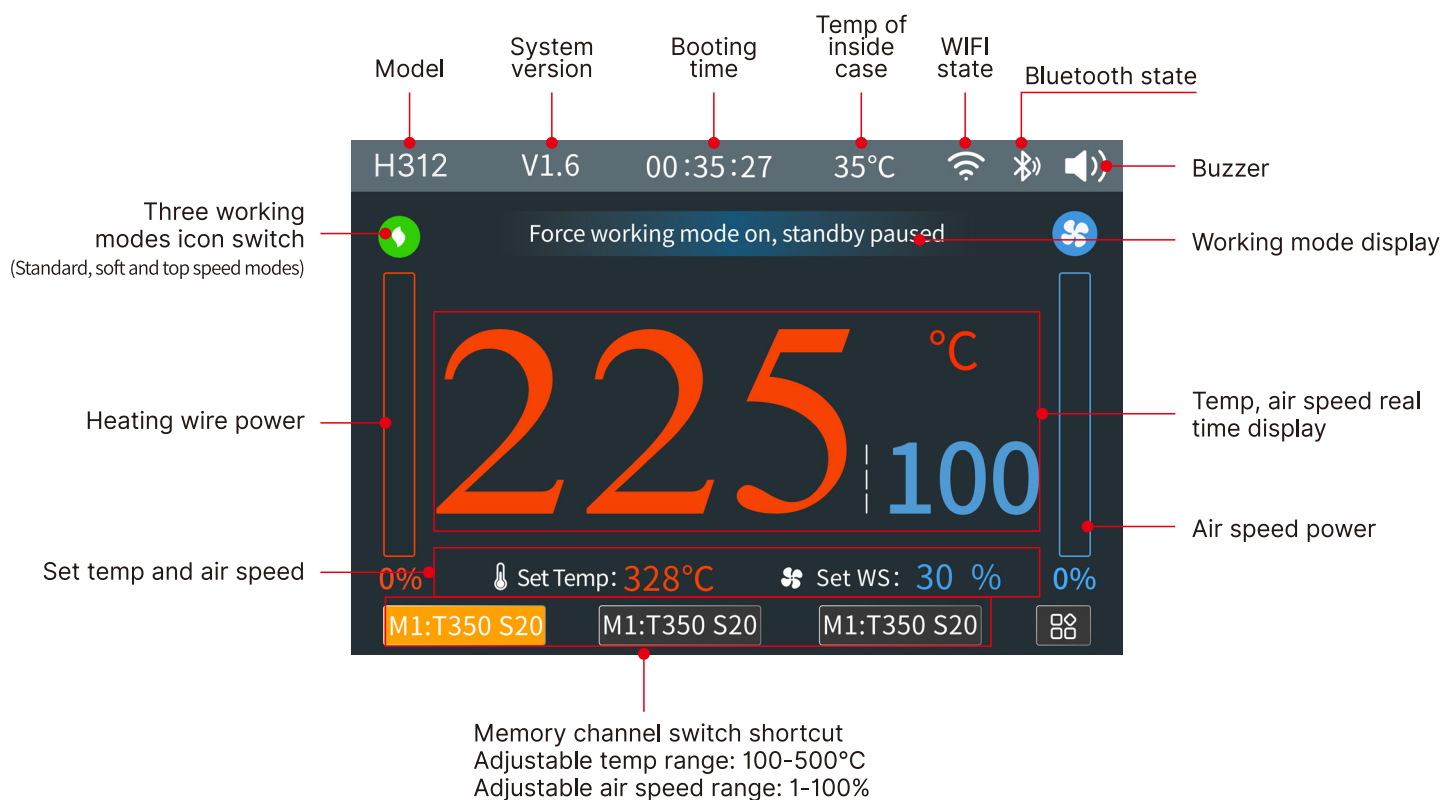 Model
System
version
Booting
time
Temp of
inside
case
WIFI
state
Bluetooth state
H312 V1.6 00:35:27 35°C
Buzzer
Three working
modes icon switch
(Standard, soft and top speed modes)
Force working mode on, standby paused
Working mode display
225 °C
100
Heating wire power
Temp, air speed real
time display
Air speed power
Set temp and air speed
0% Set Temp: 328°C Set WS: 30 % 0%
M1:T350 S20 M1:T350 S20 M1:T350 S20
Memory channel switch shortcut
Adjustable temp range: 100-500°C
Adjustable air speed range: 1-100%